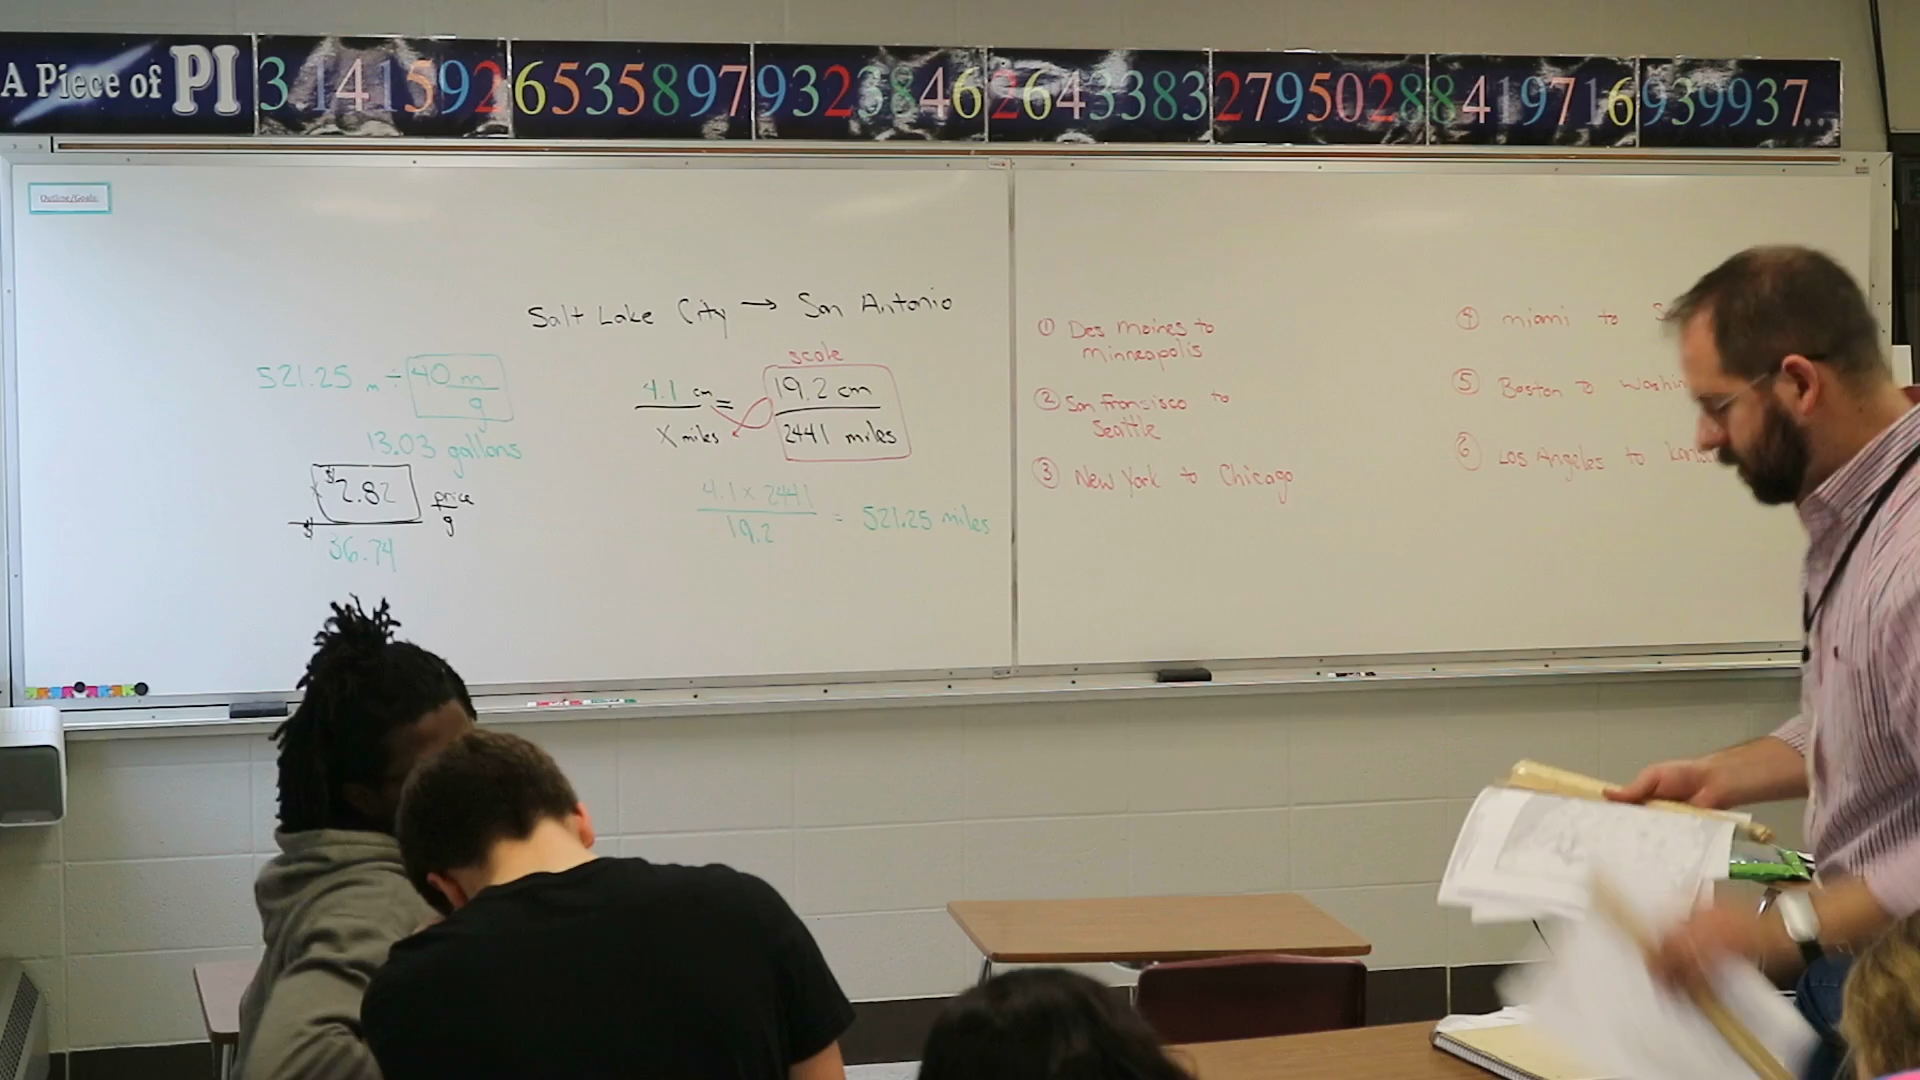 A Piece of PI 3.141592653589793238462643383279502884197169 39937...
Outline/Goals:
Salt Lake City → San Antonio
521.25 m ÷ 40 m
g
13.03 gallons
x $2.82 price
g
$ 36.74
scale
4.1 cm = 19.2 cm
X miles 2441 miles
4.1 x 2441
19.2
= 521.25 miles
① Des Moines to
Minneapolis
② San Fransisco to
Seattle
③ New York to Chicago
④ miami to
⑤ Boston to
⑥ Los Angeles to